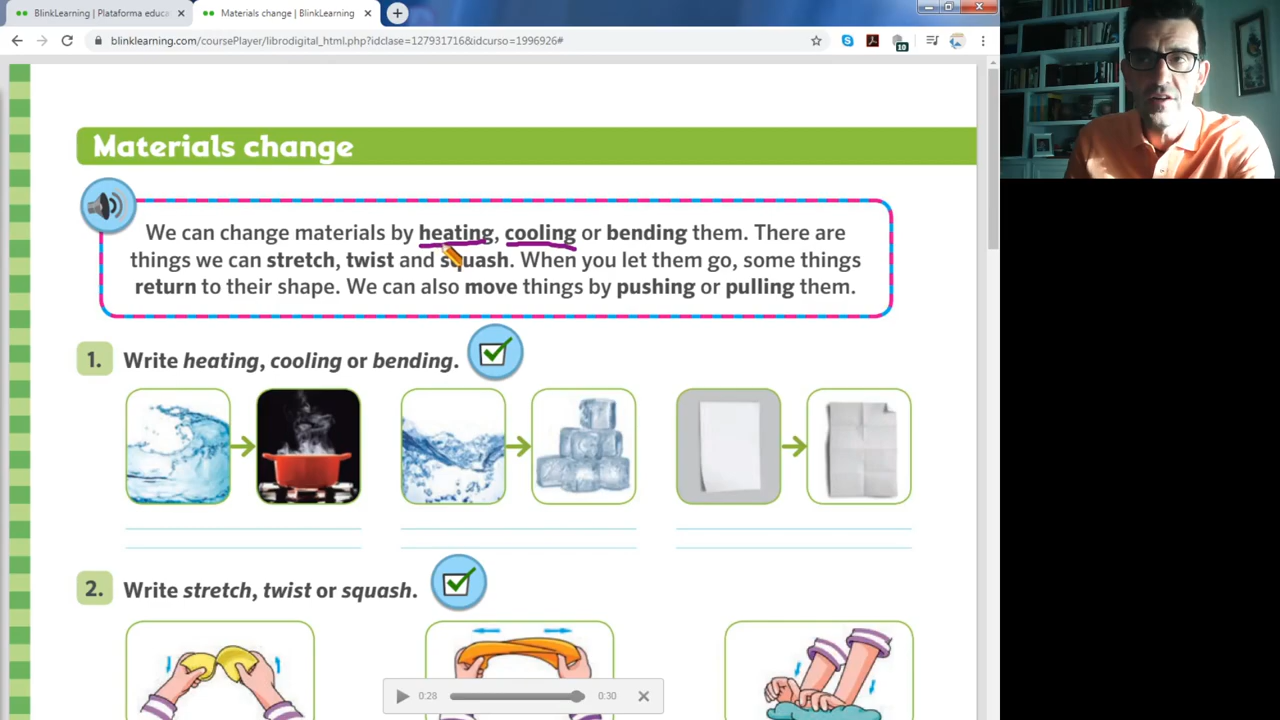 BlinkLearning | Plataforma educa
Materials change | BlinkLearning
blinklearning.com/coursePlayer/librodigital_html.php?idclase=127931716&idcurso=1996926#
10
Materials change
We can change materials by heating, cooling or bending them. There are
things we can stretch, twist and squash. When you let them go, some things
return to their shape. We can also move things by pushing or pulling them.
1. Write heating, cooling or bending.
2. Write stretch, twist or squash.
0:28
0:30